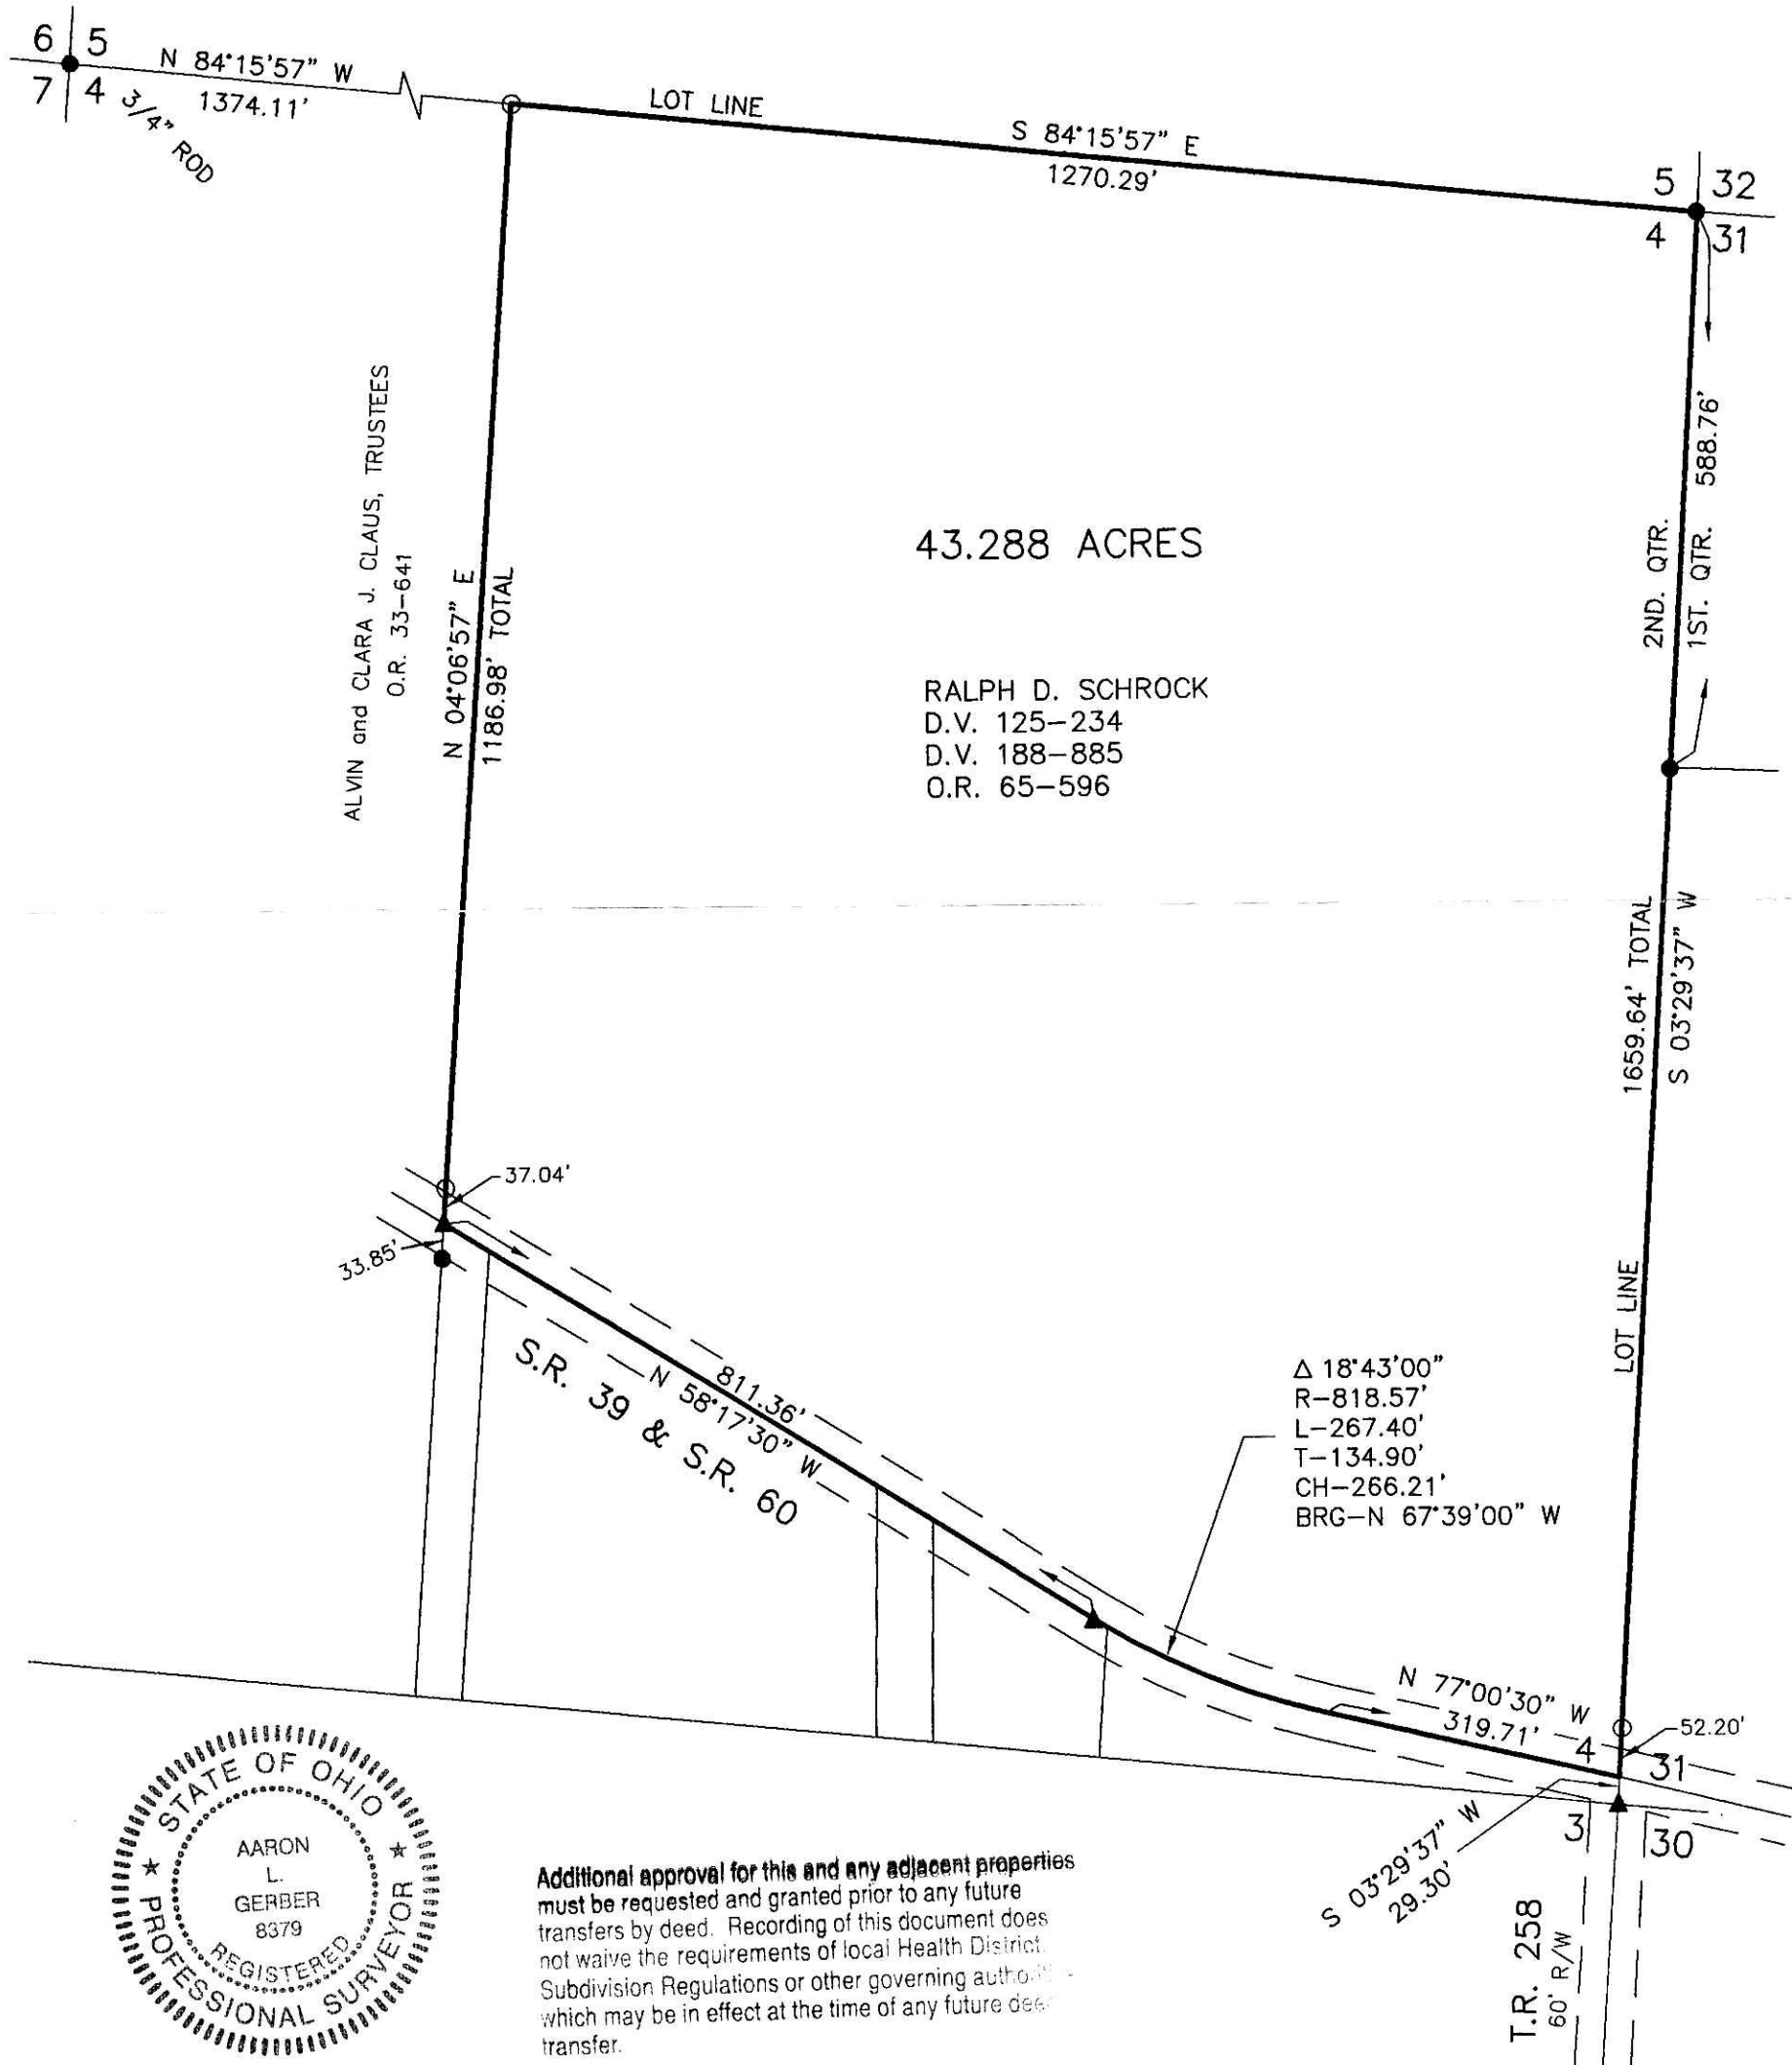 6 5
7 4
3/4" ROD
N 84°15'57" W
1374.11'
LOT LINE
S 84°15'57" E
1270.29'
5 32
4 31
ALVIN and CLARA J. CLAUS, TRUSTEES
O.R. 33-641
N 04°06'57" E
1186.98' TOTAL
43.288 ACRES
RALPH D. SCHROCK
D.V. 125-234
D.V. 188-885
O.R. 65-596
2ND. QTR.
1ST. QTR. 588.76'
1659.64' TOTAL
S 03°29'37" W
LOT LINE
37.04'
33.85'
811.36'
N 58°17'30" W
S.R. 39 & S.R. 60
Δ 18°43'00"
R-818.57'
L-267.40'
T-134.90'
CH-266.21'
BRG-N 67°39'00" W
N 77°00'30" W
319.71'
52.20'
4 31
3 30
S 03°29'37" W
29.30'
T.R. 258
60' R/W
STATE OF OHIO
AARON
L.
GERBER
8379
REGISTERED
PROFESSIONAL SURVEYOR
Additional approval for this and any adjacent properties
must be requested and granted prior to any future
transfers by deed. Recording of this document does
not waive the requirements of local Health District.
Subdivision Regulations or other governing
which may be in effect at the time of any future
transfer.